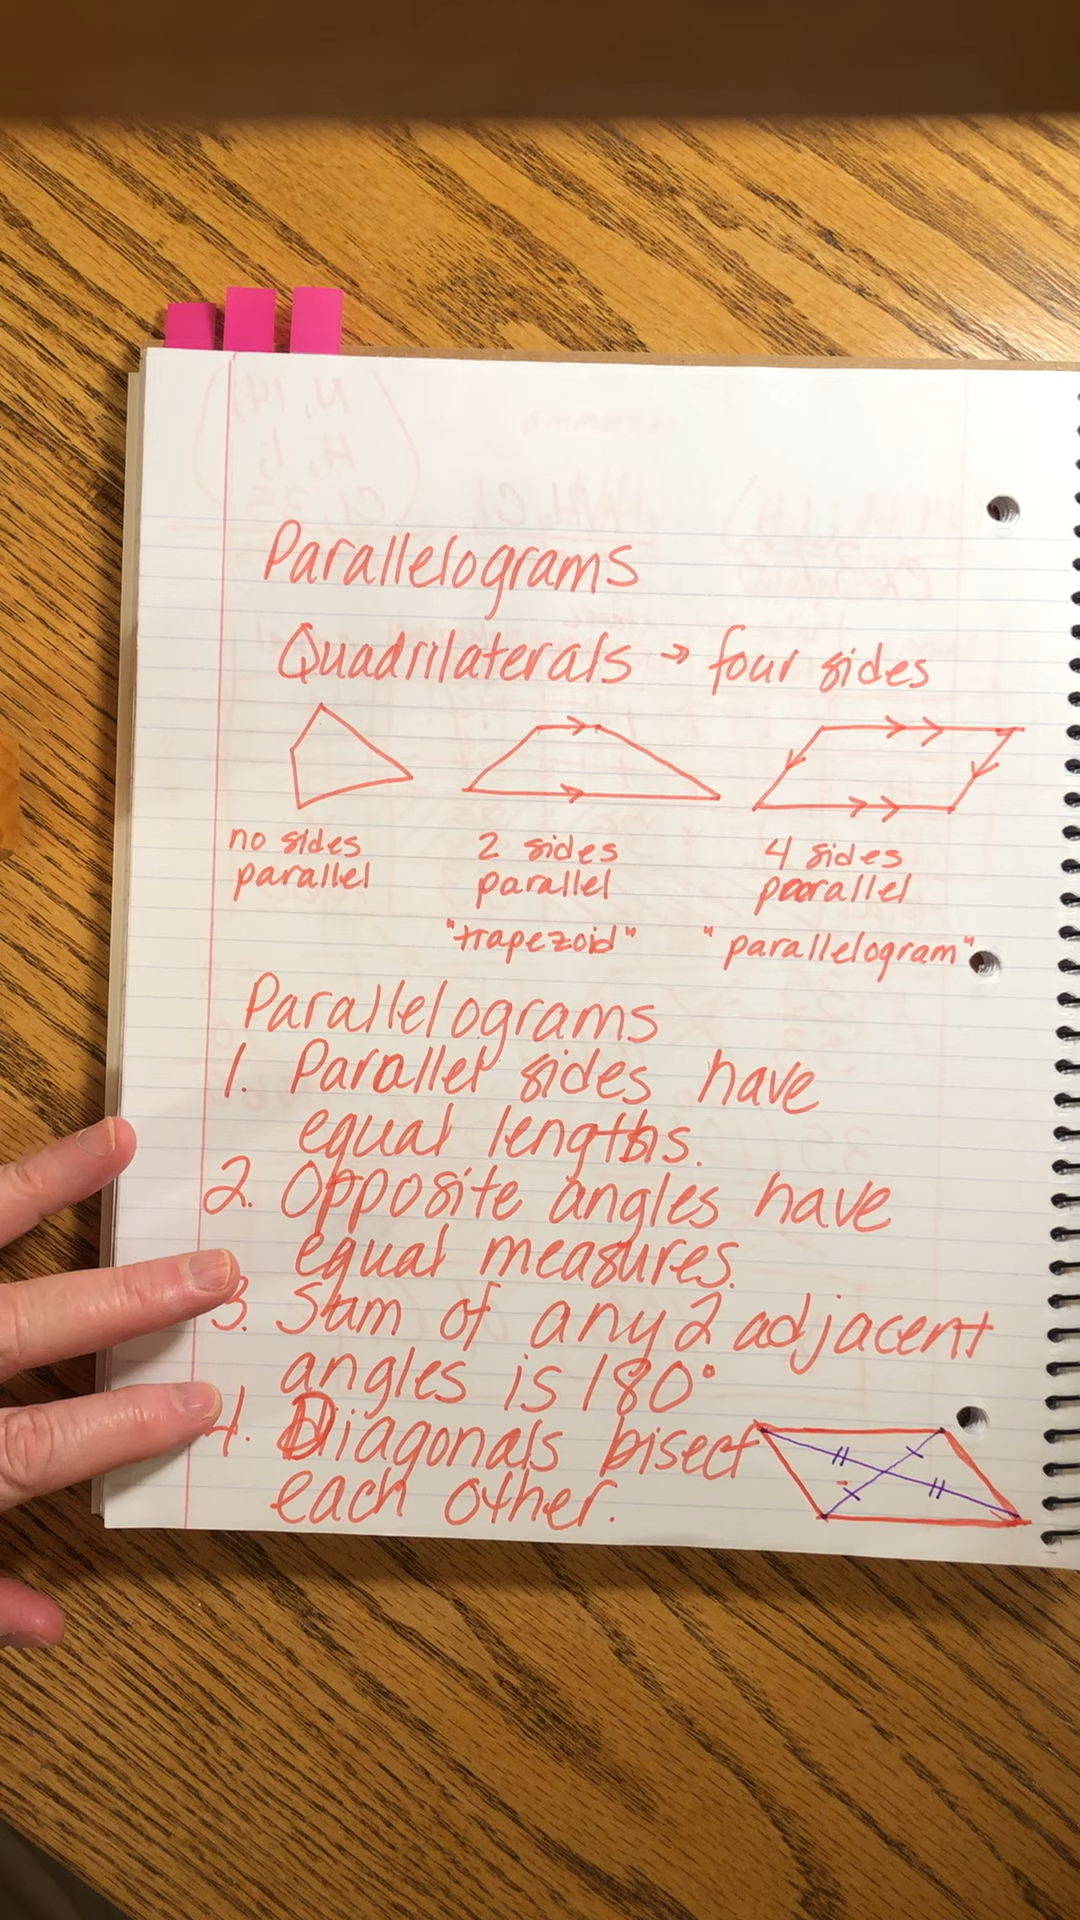 Parallelograms
Quadrilaterals → four sides
no sides parallel
2 sides parallel
"trapezoid"
4 sides parallel
"parallelogram"
Parallelograms
1. Parallel sides have
equal lengths.
2. Opposite angles have
equal measures.
3. Sum of any 2 adjacent
angles is 180°
4. Diagonals bisect
each other.